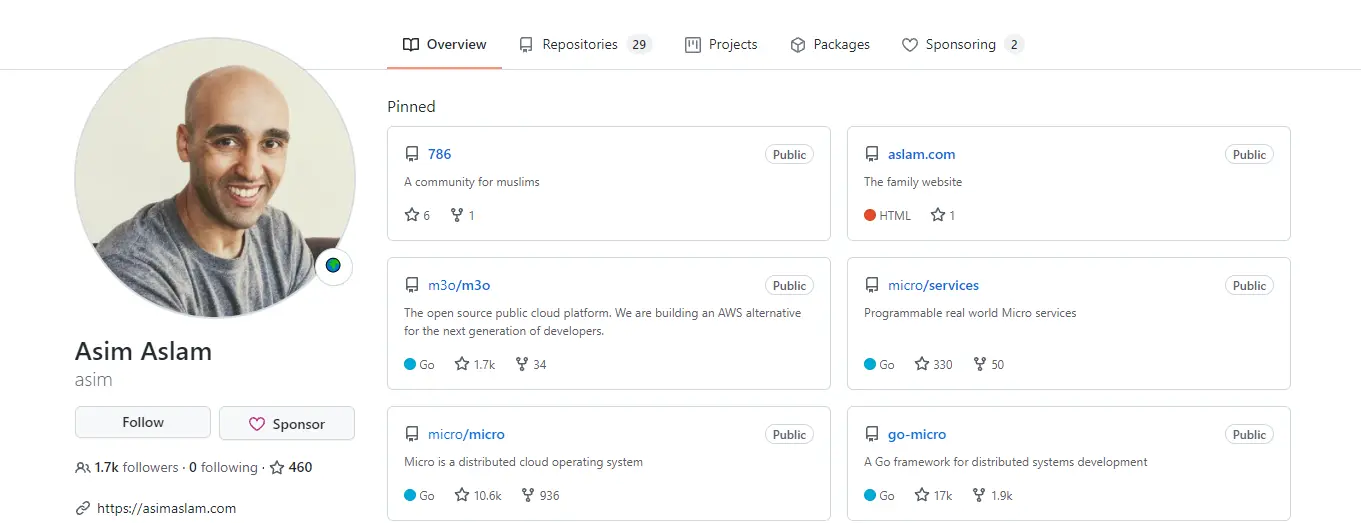 Overview Repositories 29 Projects Packages Sponsoring 2
Pinned
786 Public
A community for muslims
6 1
aslam.com Public
The family website
HTML 1
m3o/m3o Public
The open source public cloud platform. We are building an AWS alternative
for the next generation of developers.
Go 1.7k 34
micro/services Public
Programmable real world Micro services
Go 330 50
micro/micro Public
Micro is a distributed cloud operating system
Go 10.6k 936
go-micro Public
A Go framework for distributed systems development
Go 17k 1.9k
Asim Aslam
asim
Follow Sponsor
1.7k followers · 0 following · 460
https://asimaslam.com